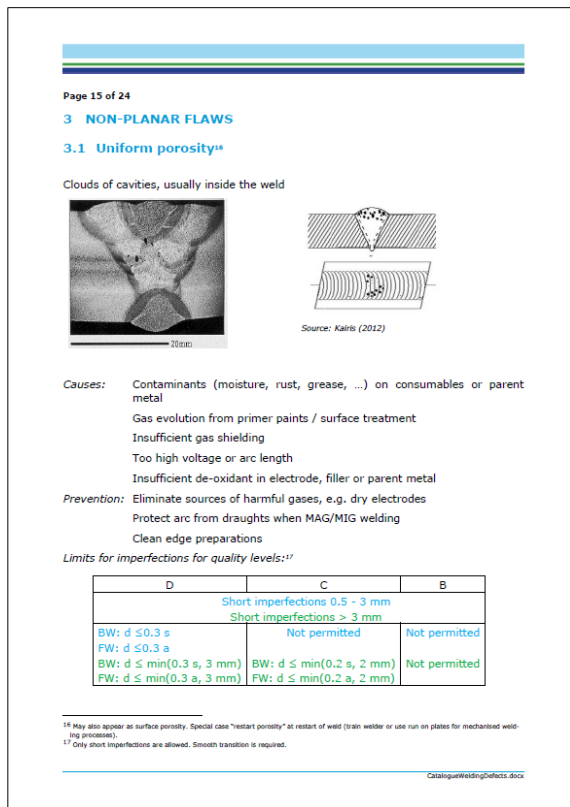 Page 15 of 24
3 NON-PLANAR FLAWS
3.1 Uniform porosity16
Clouds of cavities, usually inside the weld
20mm
Source: Kairis (2012)
Causes: Contaminants (moisture, rust, grease, …) on consumables or parent
metal
Gas evolution from primer paints / surface treatment
Insufficient gas shielding
Too high voltage or arc length
Insufficient de-oxidant in electrode, filler or parent metal
Prevention: Eliminate sources of harmful gases, e.g. dry electrodes
Protect arc from draughts when MAG/MIG welding
Clean edge preparations
Limits for imperfections for quality levels:17
D C B
Short imperfections 0.5 - 3 mm
Short imperfections > 3 mm
BW: d ≤0.3 s Not permitted Not permitted
FW: d ≤0.3 a
BW: d ≤ min(0.3 s, 3 mm) BW: d ≤ min(0.2 s, 2 mm) Not permitted
FW: d ≤ min(0.3 a, 3 mm) FW: d ≤ min(0.2 a, 2 mm)
16 May also appear as surface porosity. Special case "restart porosity" at restart of weld (train welder or use run on plates for mechanised weld-
ing processes).
17 Only short imperfections are allowed. Smooth transition is required.
CatalogueWeldingDefects.docx